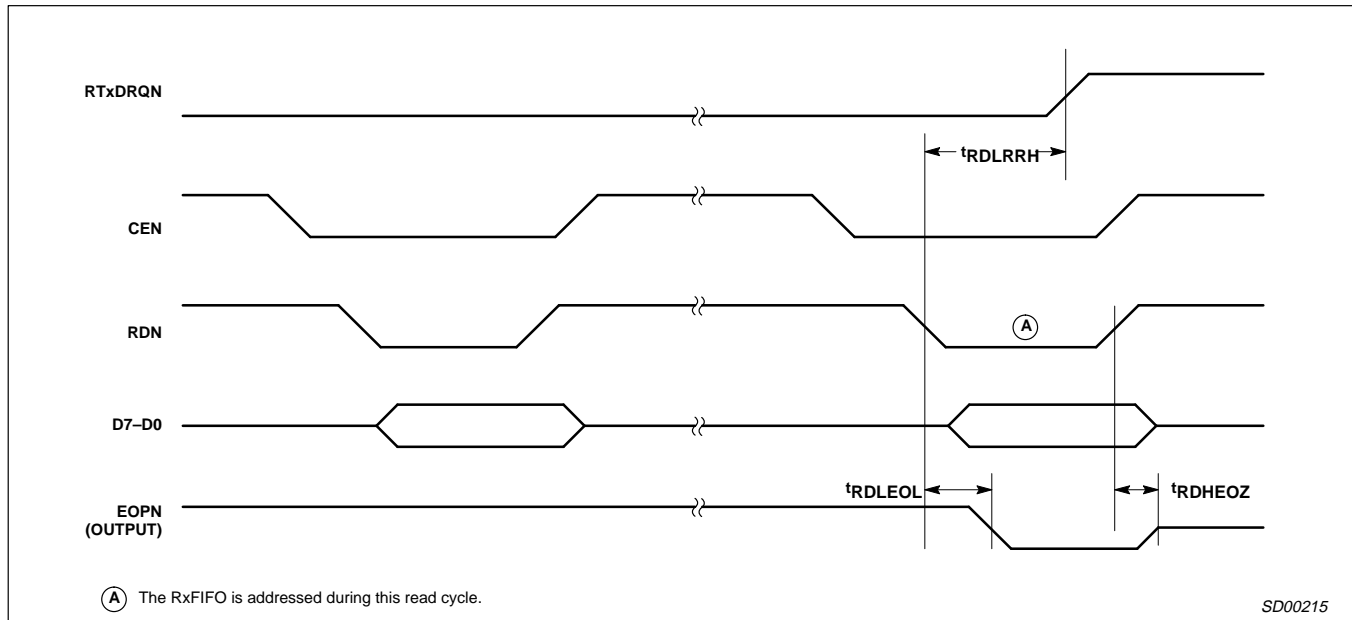 RTxDRQN
tRDLRRH
CEN
RDN
A
D7–D0
tRDLEOL
tRDHEOZ
EOPN
(OUTPUT)
A The RxFIFO is addressed during this read cycle.
SD00215